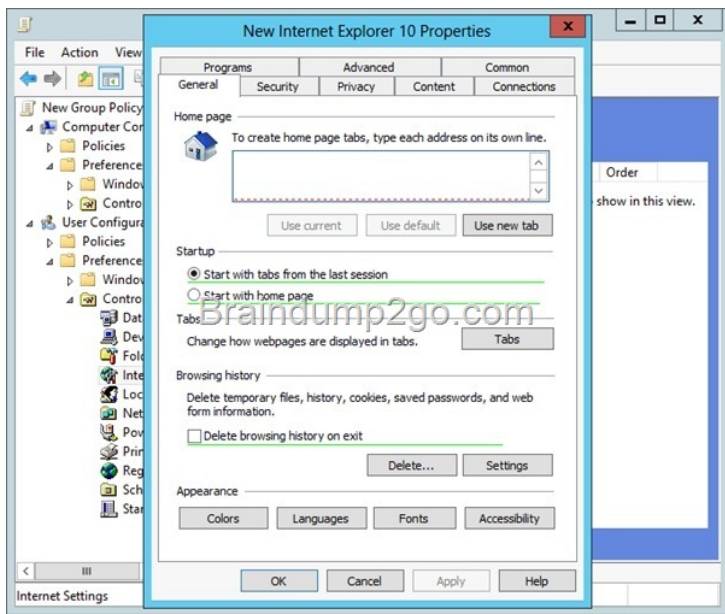 New Internet Explorer 10 Properties
x
x
File Action View
Programs Advanced Common
General Security Privacy Content Connections
New Group Policy
Computer Cor
Policies
Preference
Window
Contro
User Configura
Policies
Preference
Window
Contro
Dat
Dev
Fol
Inte
Loc
Net
Pov
Prin
Reg
Sch
Star
Home page
To create home page tabs, type each address on its own line.
Use current Use default Use new tab
Startup
Start with tabs from the last session
Start with home page
Braindump2go.com
Tabs
Change how webpages are displayed in tabs. Tabs
Browsing history
Delete temporary files, history, cookies, saved passwords, and web
form information.
Delete browsing history on exit
Delete... Settings
Appearance
Colors Languages Fonts Accessibility
OK Cancel Apply Help
Order
show in this view.
Internet Settings